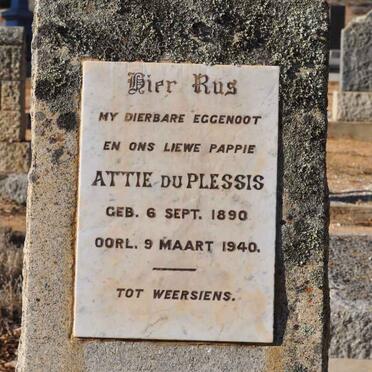 Hier Rus
MY DIERBARE EGGENOOT
EN ONS LIEWE PAPPIE
ATTIE DU PLESSIS
GEB. 6 SEPT. 1890
OORL. 9 MAART 1940.
TOT WEERSIENS.